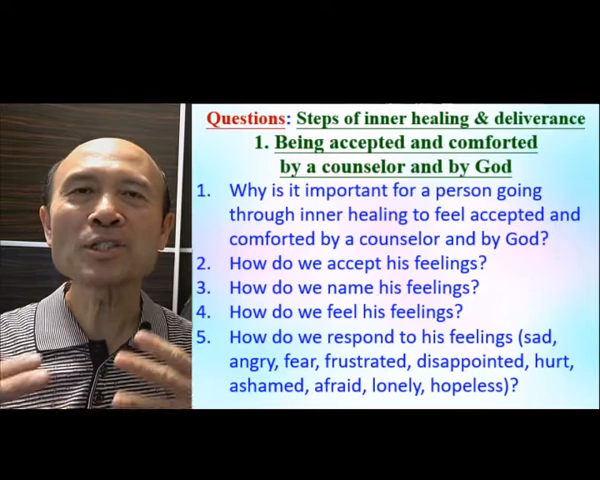 Questions: Steps of inner healing & deliverance
1. Being accepted and comforted
by a counselor and by God
1. Why is it important for a person going
through inner healing to feel accepted and
comforted by a counselor and by God?
2. How do we accept his feelings?
3. How do we name his feelings?
4. How do we feel his feelings?
5. How do we respond to his feelings (sad,
angry, fear, frustrated, disappointed, hurt,
ashamed, afraid, lonely, hopeless)?